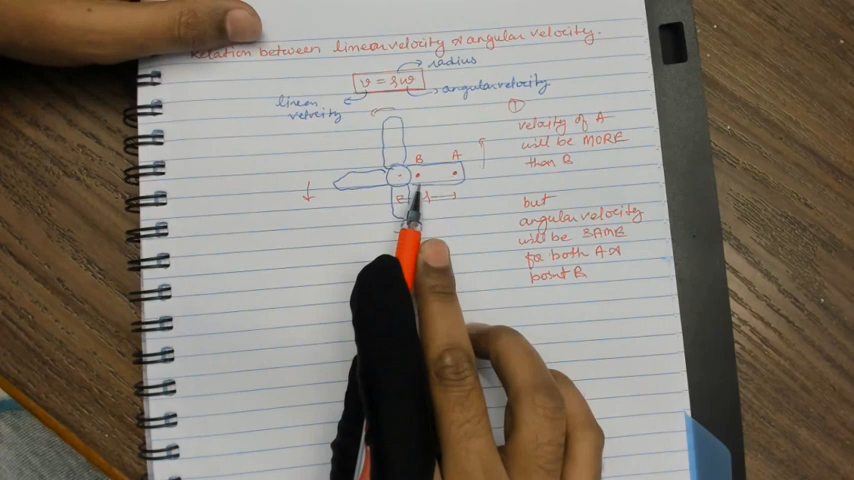 Relation between linear velocity & angular velocity.
radius
v = rω
angular velocity
linear
velocity
①
velocity of A
will be MORE
than B
B A
r
but
angular velocity
will be SAME
for both A &
point B